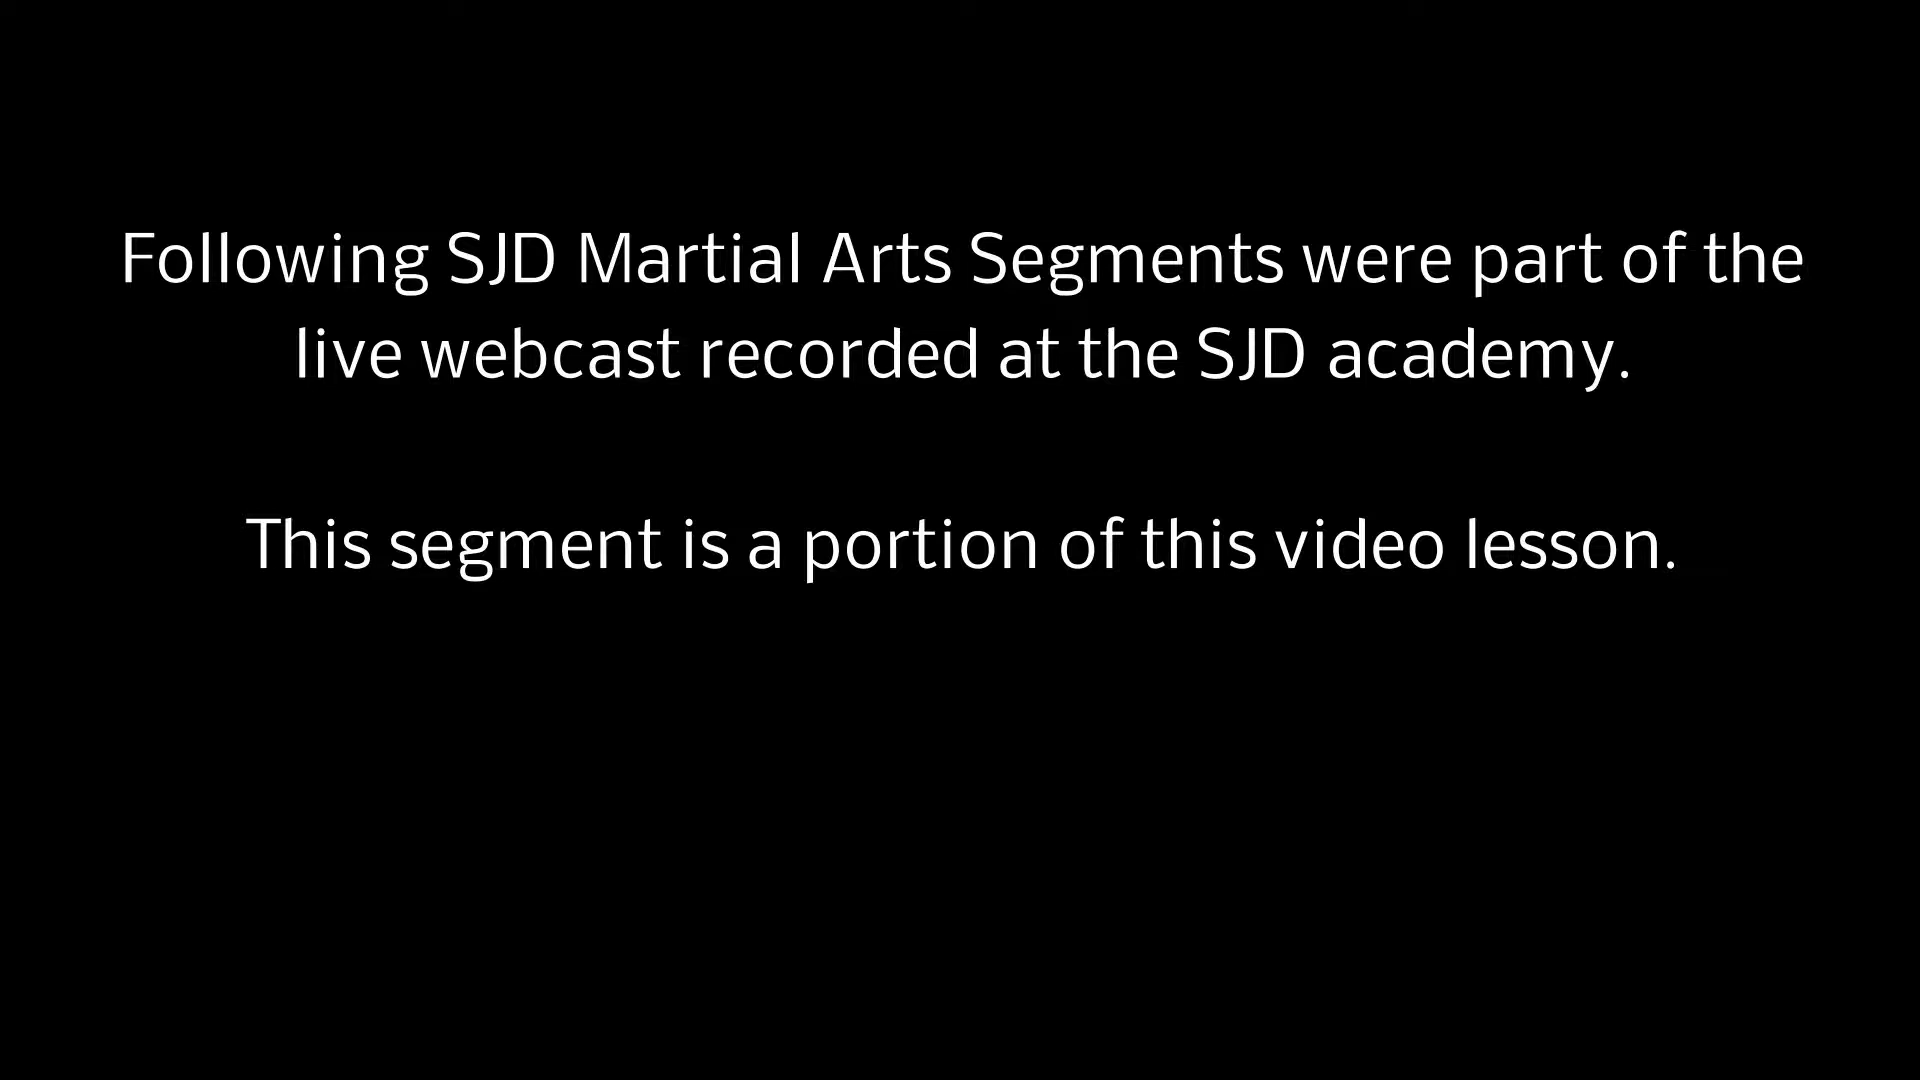 Following SJD Martial Arts Segments were part of the
live webcast recorded at the SJD academy.
This segment is a portion of this video lesson.